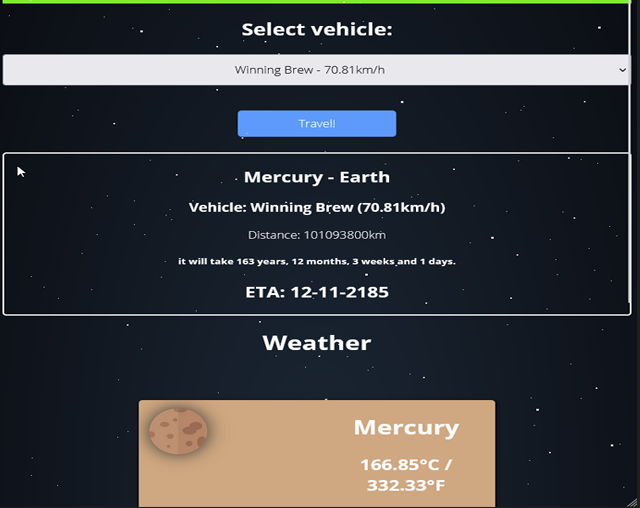 Select vehicle:
Winning Brew - 70.81km/h
Travel!
Mercury - Earth
Vehicle: Winning Brew (70.81km/h)
Distance: 101093800km
it will take 163 years, 12 months, 3 weeks and 1 days.
ETA: 12-11-2185
Weather
Mercury
166.85°C /
332.33°F